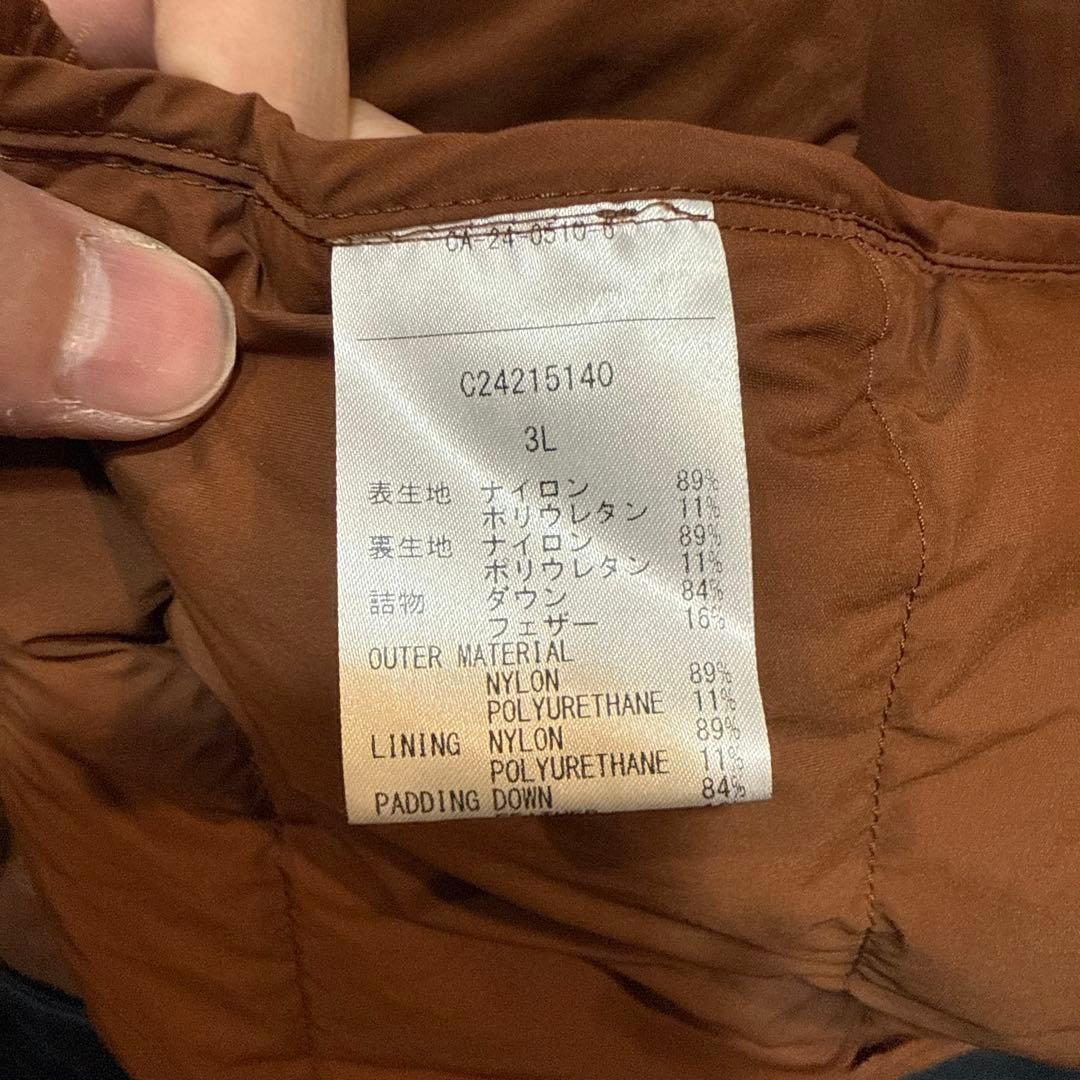 C24215140
3L
表生地 ナイロン 89%
ポリウレタン 11%
裏生地 ナイロン 89%
ポリウレタン 11%
詰物 ダウン 84%
フェザー 16%
OUTER MATERIAL
NYLON 89%
POLYURETHANE 11%
LINING NYLON 89%
POLYURETHANE 11%
PADDING DOWN 84%